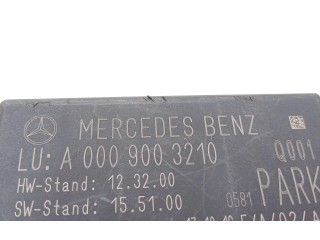 MERCEDES BENZ
LU: A 000 900 3210 Q001
HW-Stand: 12.32.00 PARK
SW-Stand: 15.51.00 0581